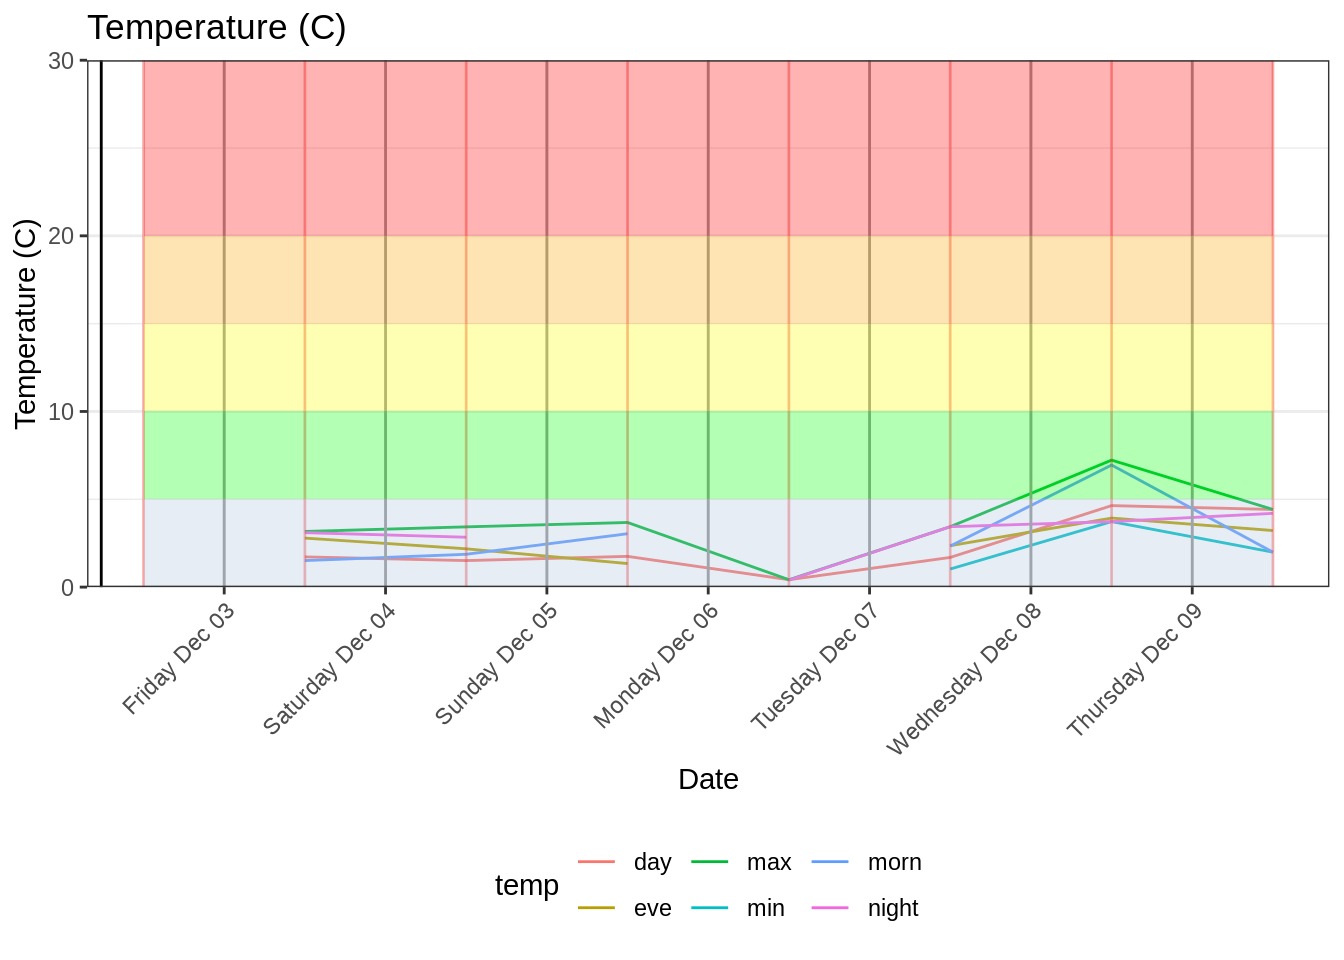 Temperature (C)
Temperature (C)
30
20
10
0
Friday Dec 03
Saturday Dec 04
Sunday Dec 05
Monday Dec 06
Tuesday Dec 07
Wednesday Dec 08
Thursday Dec 09
Date
temp
day max morn
eve min night